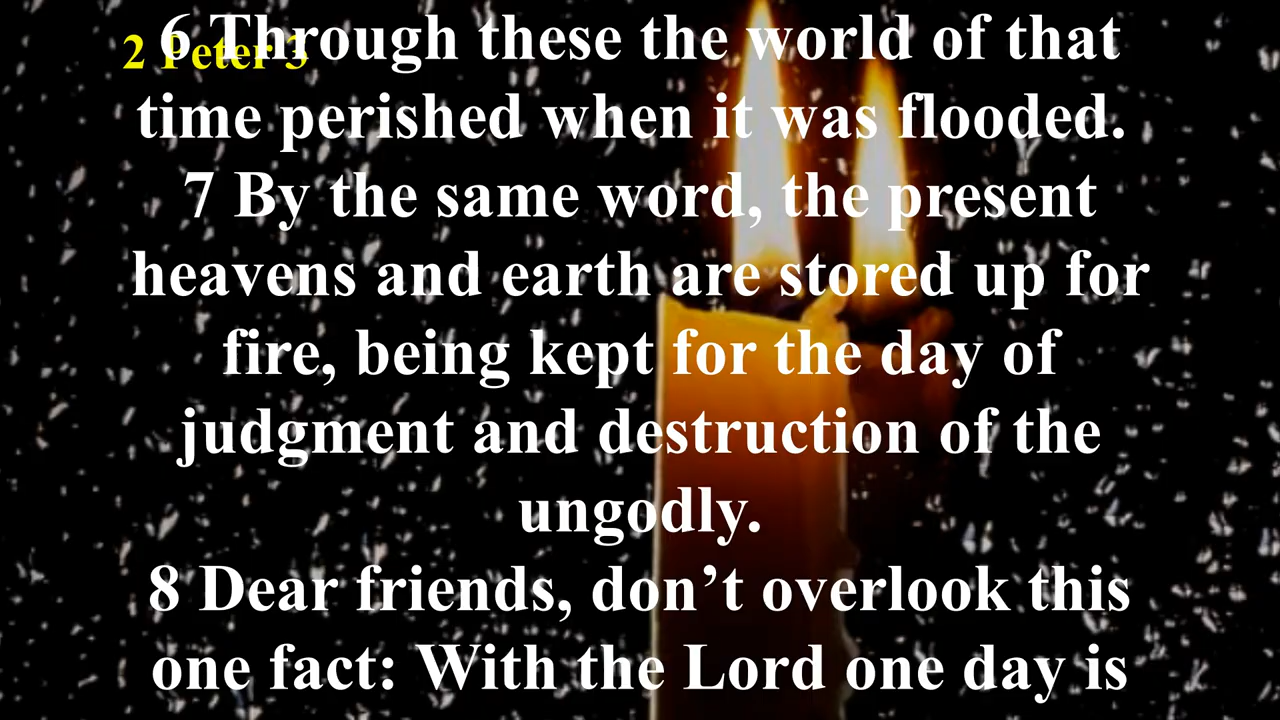 2 Peter 3
6 Through these the world of that
time perished when it was flooded.
7 By the same word, the present
heavens and earth are stored up for
fire, being kept for the day of
judgment and destruction of the
ungodly.
8 Dear friends, don’t overlook this
one fact: With the Lord one day is